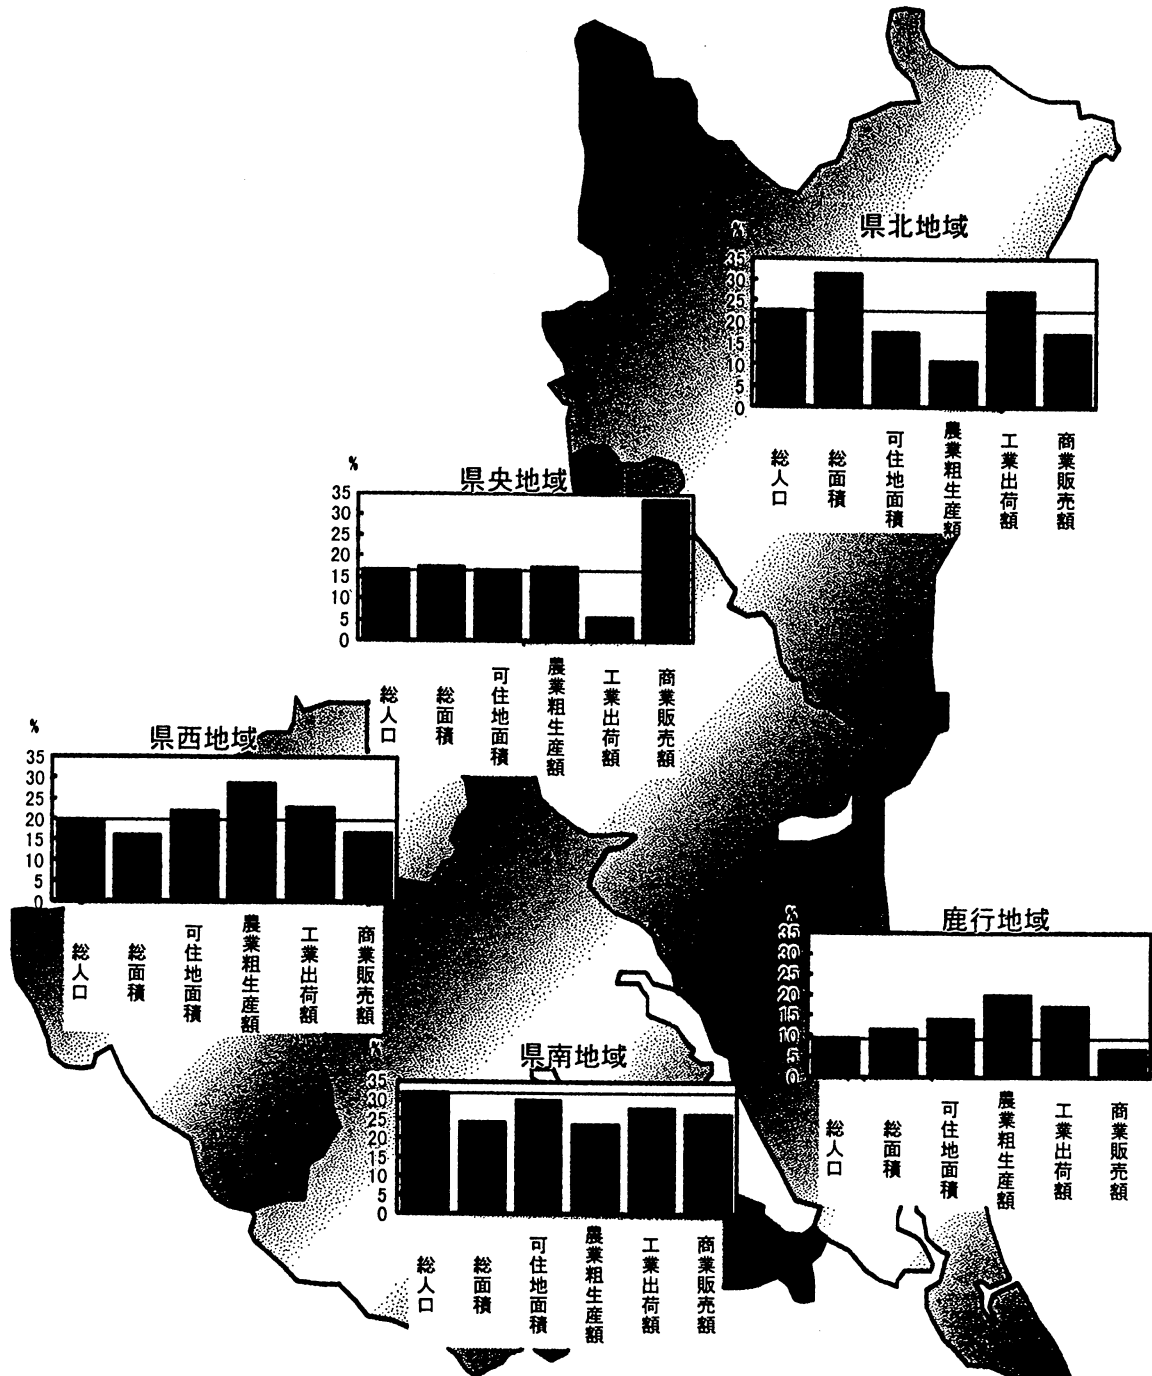 県北地域
%
35
30
25
20
15
10
5
0
総人口
総面積
可住地面積
農業粗生産額
工業出荷額
商業販売額
県央地域
%
35
30
25
20
15
10
5
0
総人口
総面積
可住地面積
農業粗生産額
工業出荷額
商業販売額
県西地域
%
35
30
25
20
15
10
5
0
総人口
総面積
可住地面積
農業粗生産額
工業出荷額
商業販売額
鹿行地域
%
35
30
25
20
15
10
5
0
総人口
総面積
可住地面積
農業粗生産額
工業出荷額
商業販売額
県南地域
%
35
30
25
20
15
10
5
0
総人口
総面積
可住地面積
農業粗生産額
工業出荷額
商業販売額